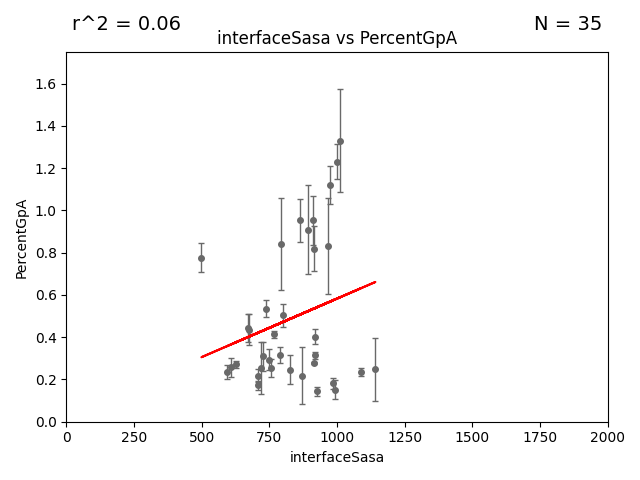 r^2 = 0.06
N = 35
interfaceSasa vs PercentGpA
1.6
1.4
1.2
1.0
0.8
0.6
0.4
0.2
0.0
PercentGpA
0 250 500 750 1000 1250 1500 1750 2000
interfaceSasa